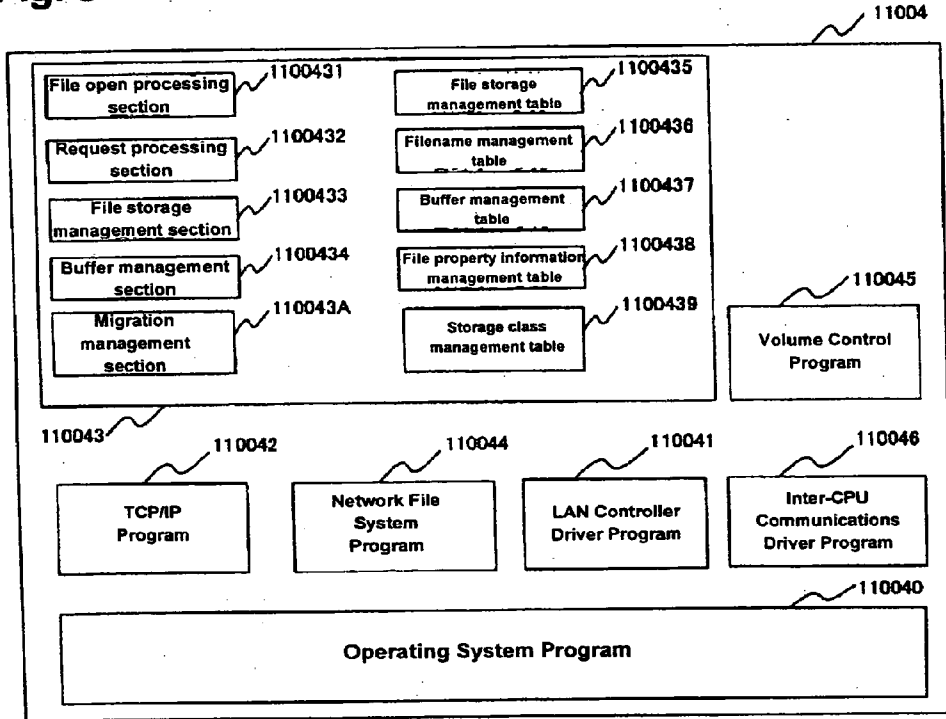 11004
File open processing
section
1100431
Request processing
section
1100432
File storage
management section
1100433
Buffer management
section
1100434
Migration
management
section
110043A
File storage
management table
1100435
Filename management
table
1100436
Buffer management
table
1100437
File property information
management table
1100438
Storage class
management table
1100439
110045
Volume Control
Program
110043
110042
TCP/IP
Program
110044
Network File
System
Program
110041
LAN Controller
Driver Program
110046
Inter-CPU
Communications
Driver Program
110040
Operating System Program